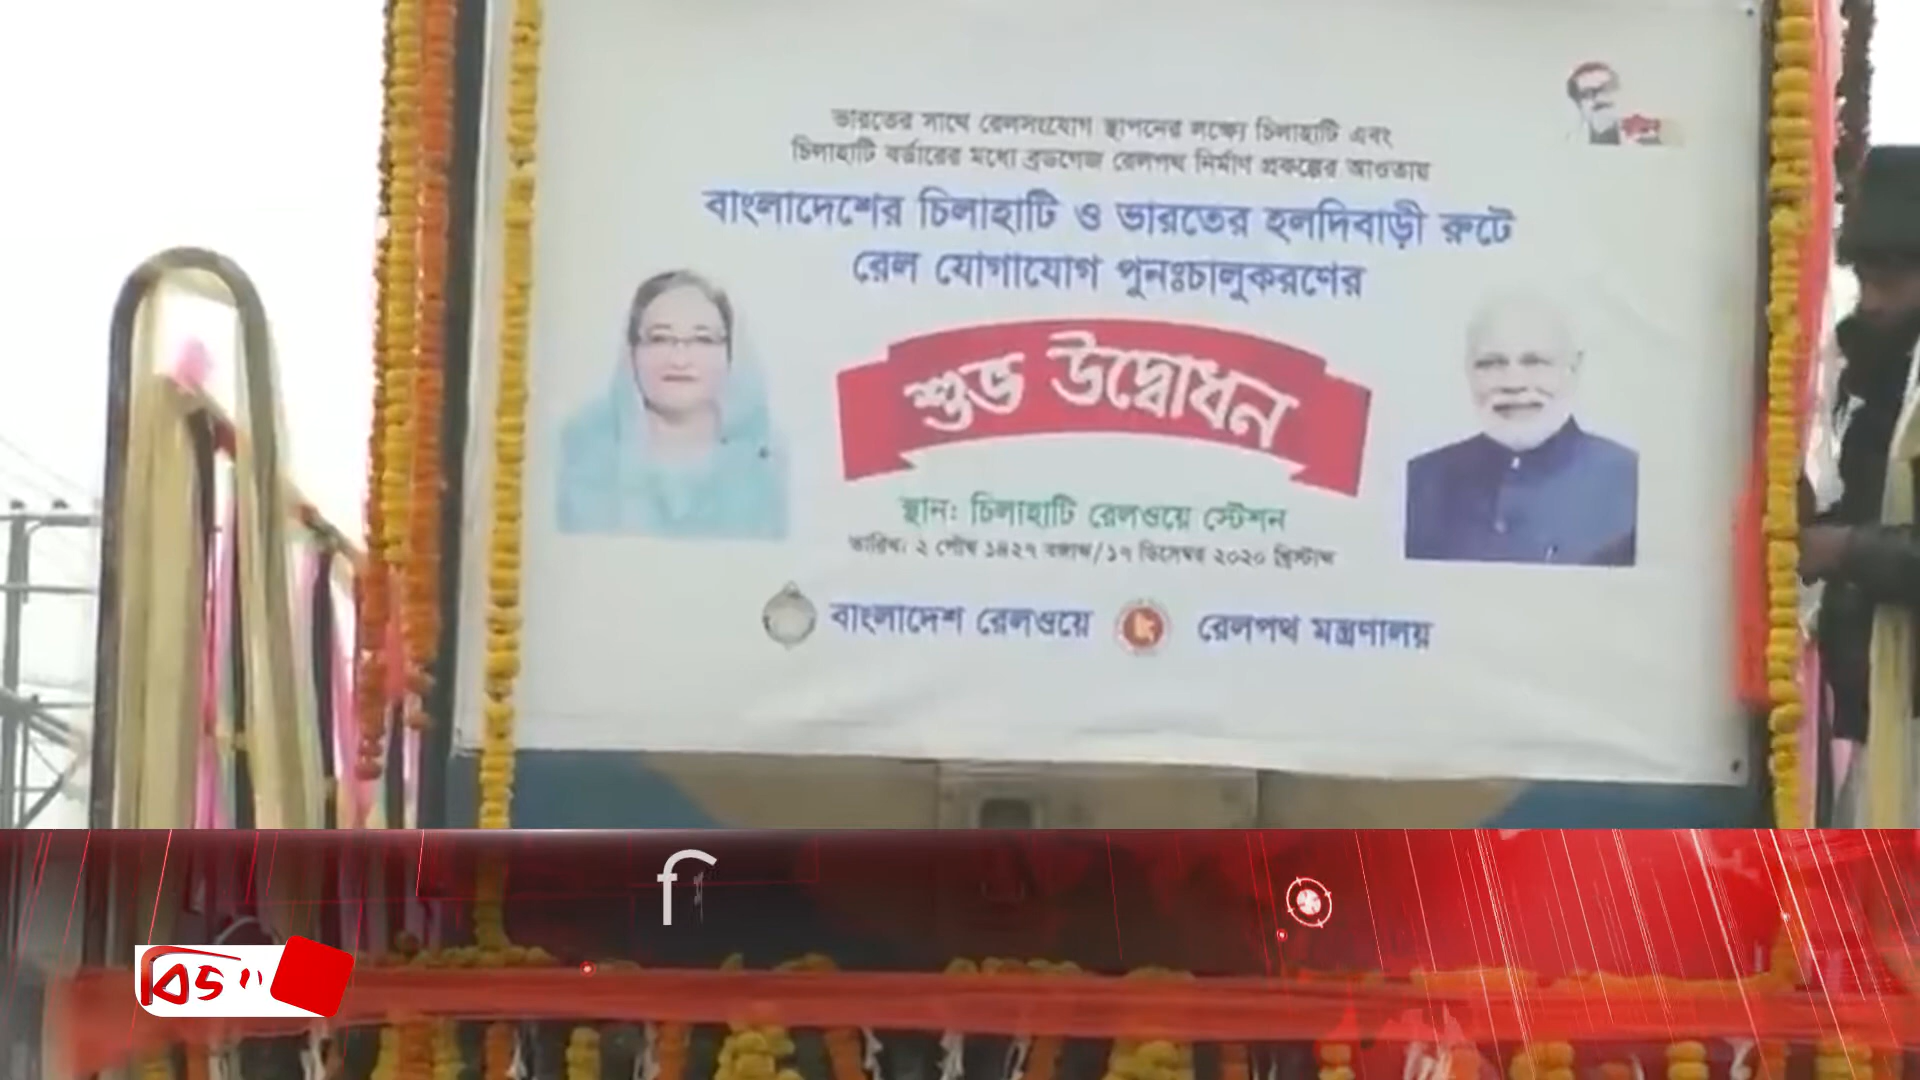 ভারতের সাথে রেলসংযোগ স্থাপনের লক্ষ্যে চিলাহাটি এবং
চিলাহাটি বর্ডারের মধ্যে ব্রডগেজ রেলপথ নির্মাণ প্রকল্পের আওতায়
বাংলাদেশের চিলাহাটি ও ভারতের হলদিবাড়ী রুটে
রেল যোগাযোগ পুনঃচালুকরণের
শুভ উদ্বোধন
স্থান: চিলাহাটি রেলওয়ে স্টেশন
তারিখ: ২ পৌষ ১৪২৭ বঙ্গাব্দ/১৭ ডিসেম্বর ২০২০ খ্রিস্টাব্দ
বাংলাদেশ রেলওয়ে রেলপথ মন্ত্রণালয়